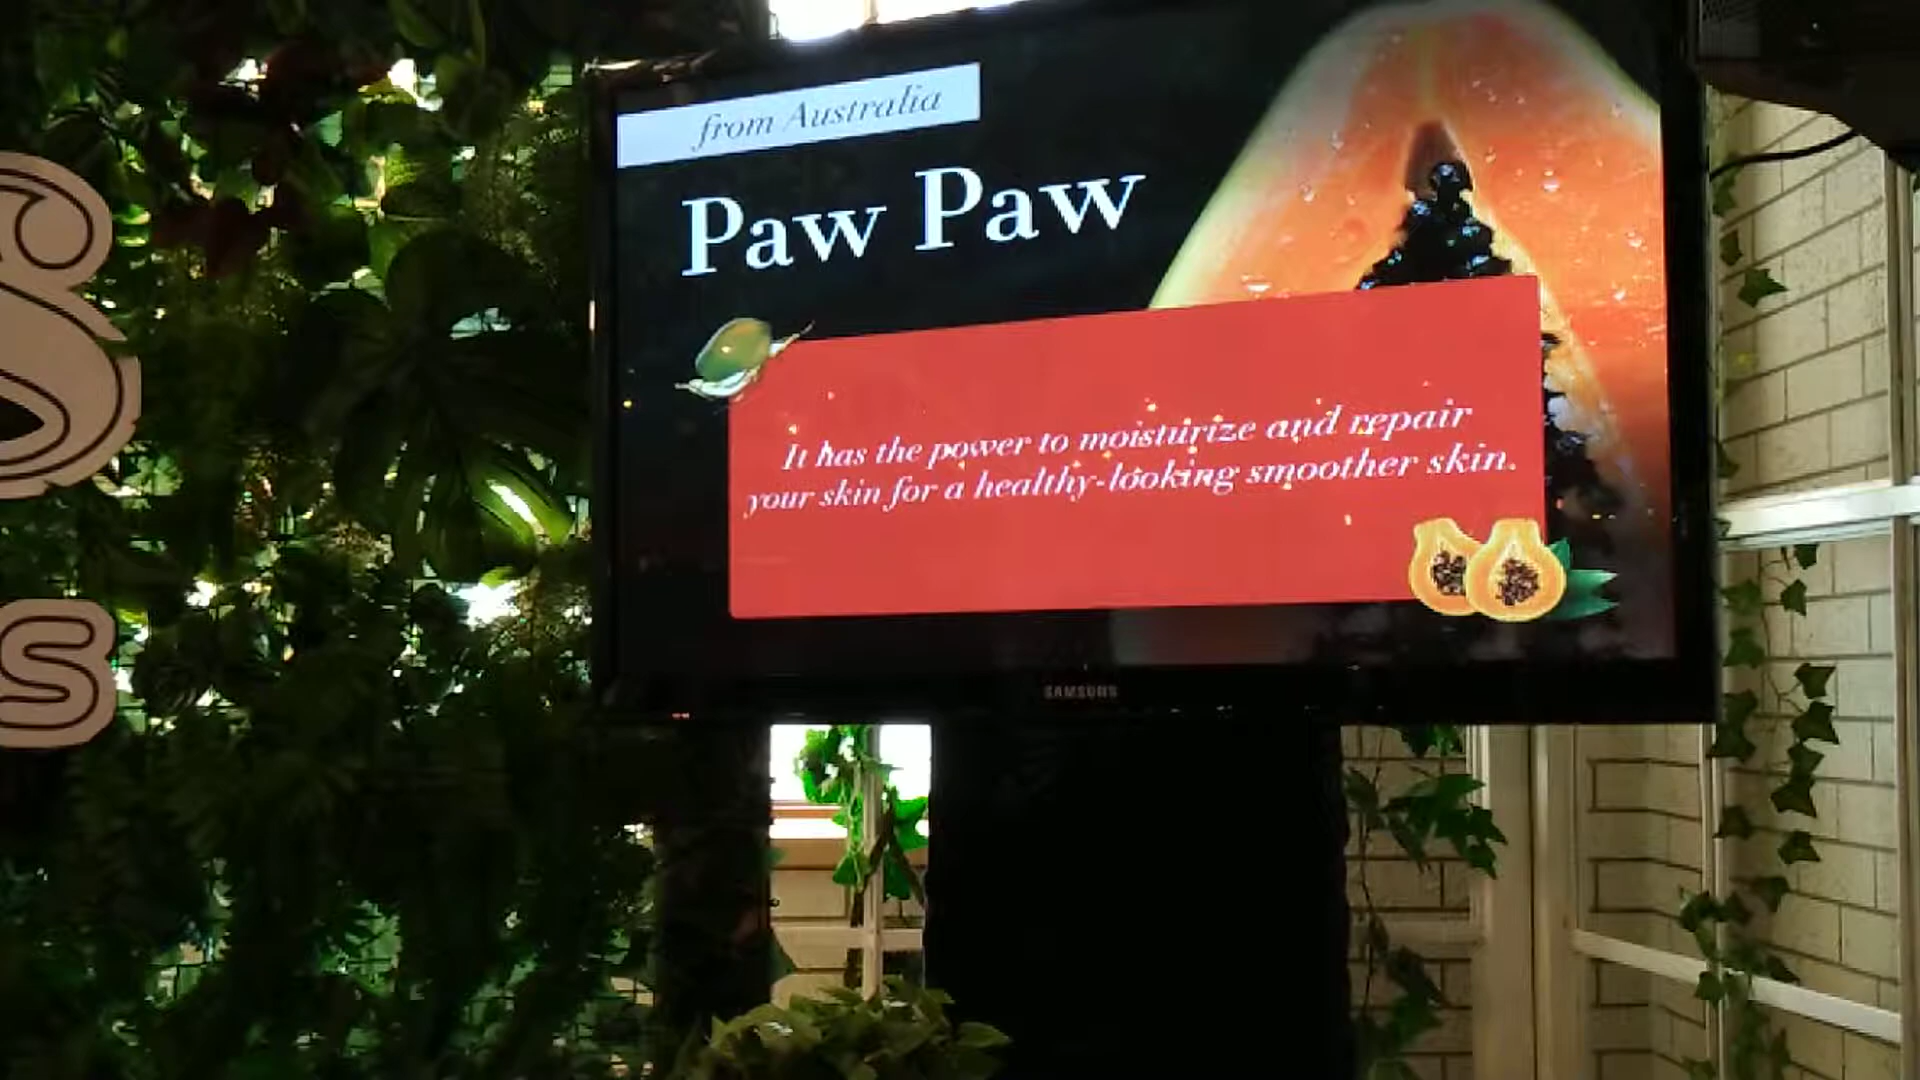 from Australia
Paw Paw
It has the power to moisturize and repair
your skin for a healthy-looking smoother skin.
SAMSUNG
s